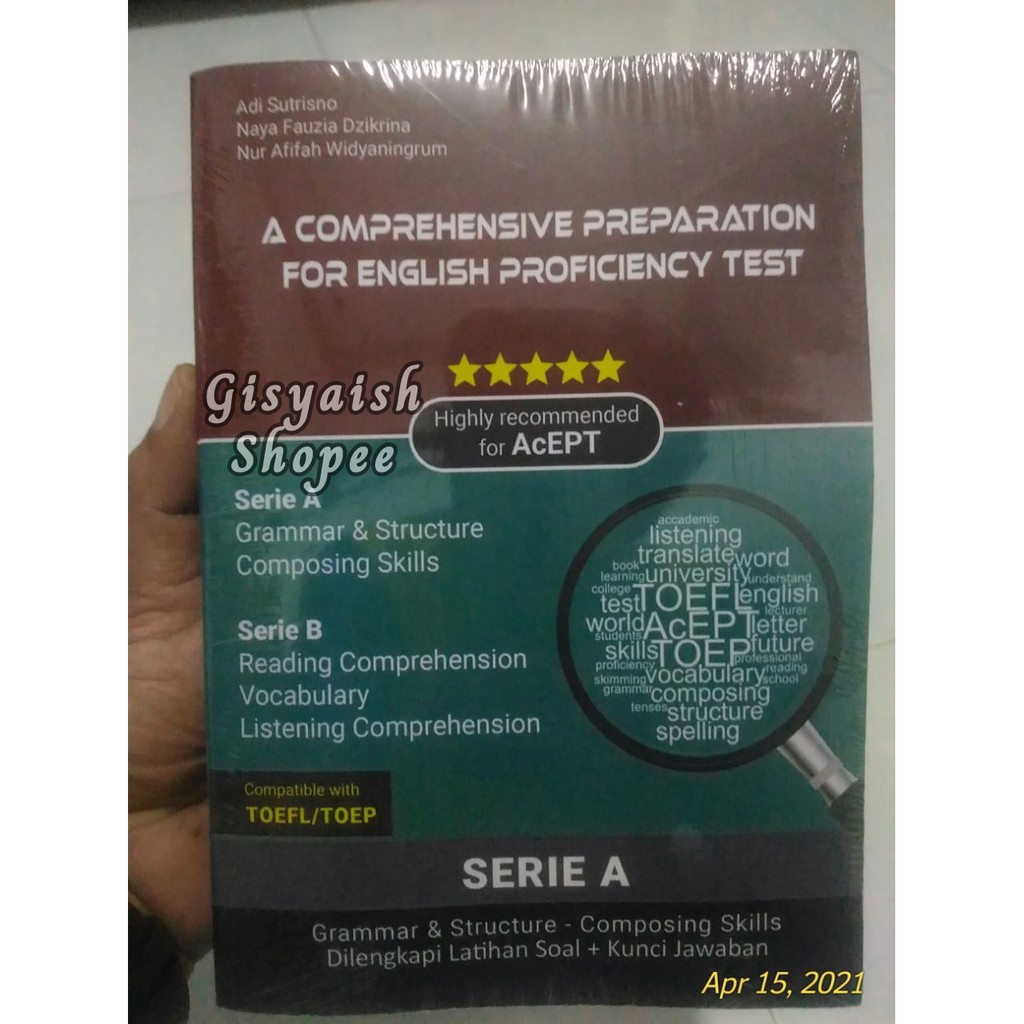 Adi Sutrisno
Naya Fauzia Dzikrina
Nur Afifah Widyaningrum
A COMPREHENSIVE PREPARATION
FOR ENGLISH PROFICIENCY TEST
Gisyaish
Shopee
Highly recommended
for AcEPT
Serie A
Grammar & Structure
Composing Skills
Serie B
Reading Comprehension
Vocabulary
Listening Comprehension
accademic
listening
translate word
book
learning university understand
college test TOEFL english
lecturer
world AcEPT letter
students
skills TOEP future
proficiency professional
reading
skimming vocabulary school
grammar composing
tenses structure
spelling
Compatible with
TOEFL/TOEP
SERIE A
Grammar & Structure - Composing Skills
Dilengkapi Latihan Soal + Kunci Jawaban
Apr 15, 2021